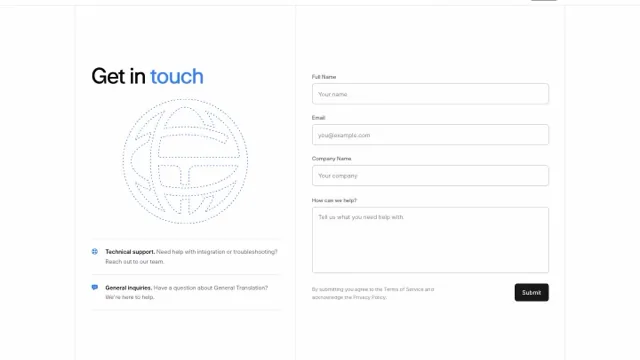 Get in touch
Technical support. Need help with integration or troubleshooting?
Reach out to our team.
General inquiries. Have a question about General Translation?
We're here to help.
Full Name
Your name
Email
you@example.com
Company Name
Your company
How can we help?
Tell us what you need help with
By submitting you agree to the Terms of Service and
acknowledge the Privacy Policy.
Submit